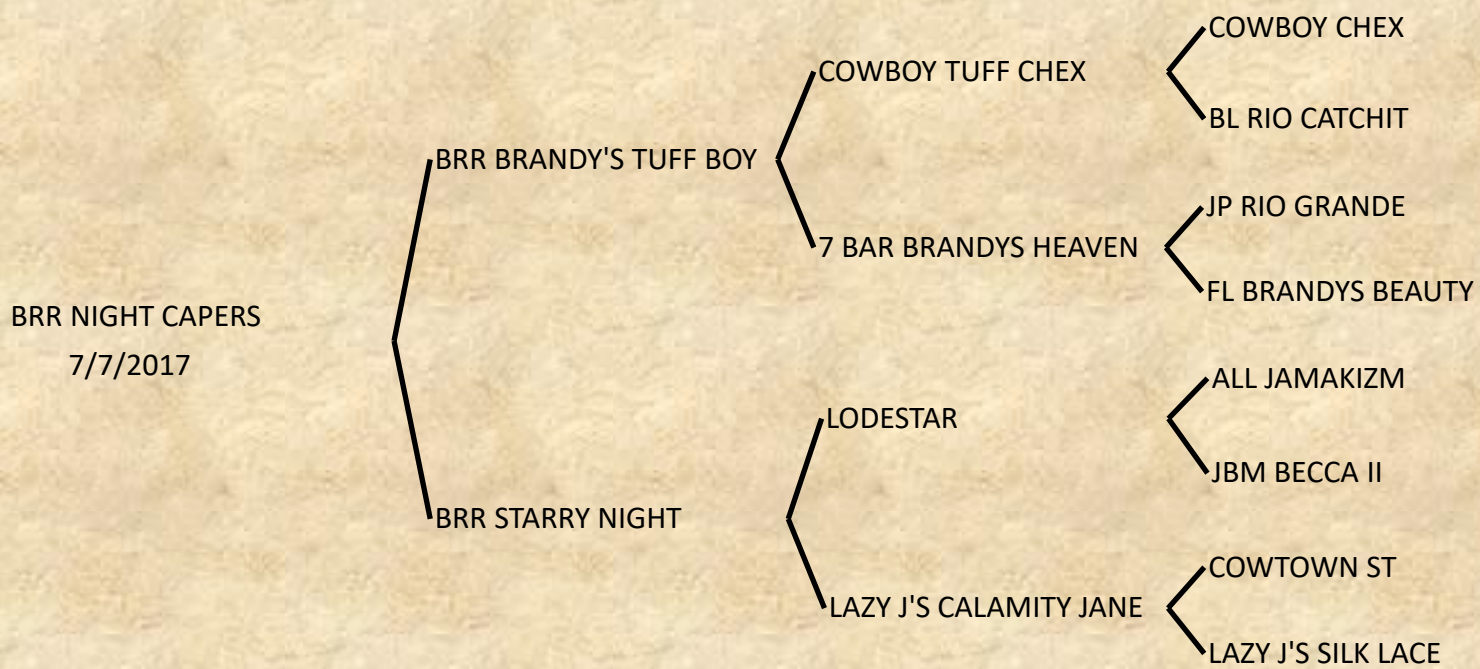 BRR NIGHT CAPERS
7/7/2017
BRR BRANDY'S TUFF BOY
BRR STARRY NIGHT
COWBOY TUFF CHEX
7 BAR BRANDYS HEAVEN
LODESTAR
LAZY J'S CALAMITY JANE
COWBOY CHEX
BL RIO CATCHIT
JP RIO GRANDE
FL BRANDYS BEAUTY
ALL JAMAKIZM
JBM BECCA II
COWTOWN ST
LAZY J'S SILK LACE